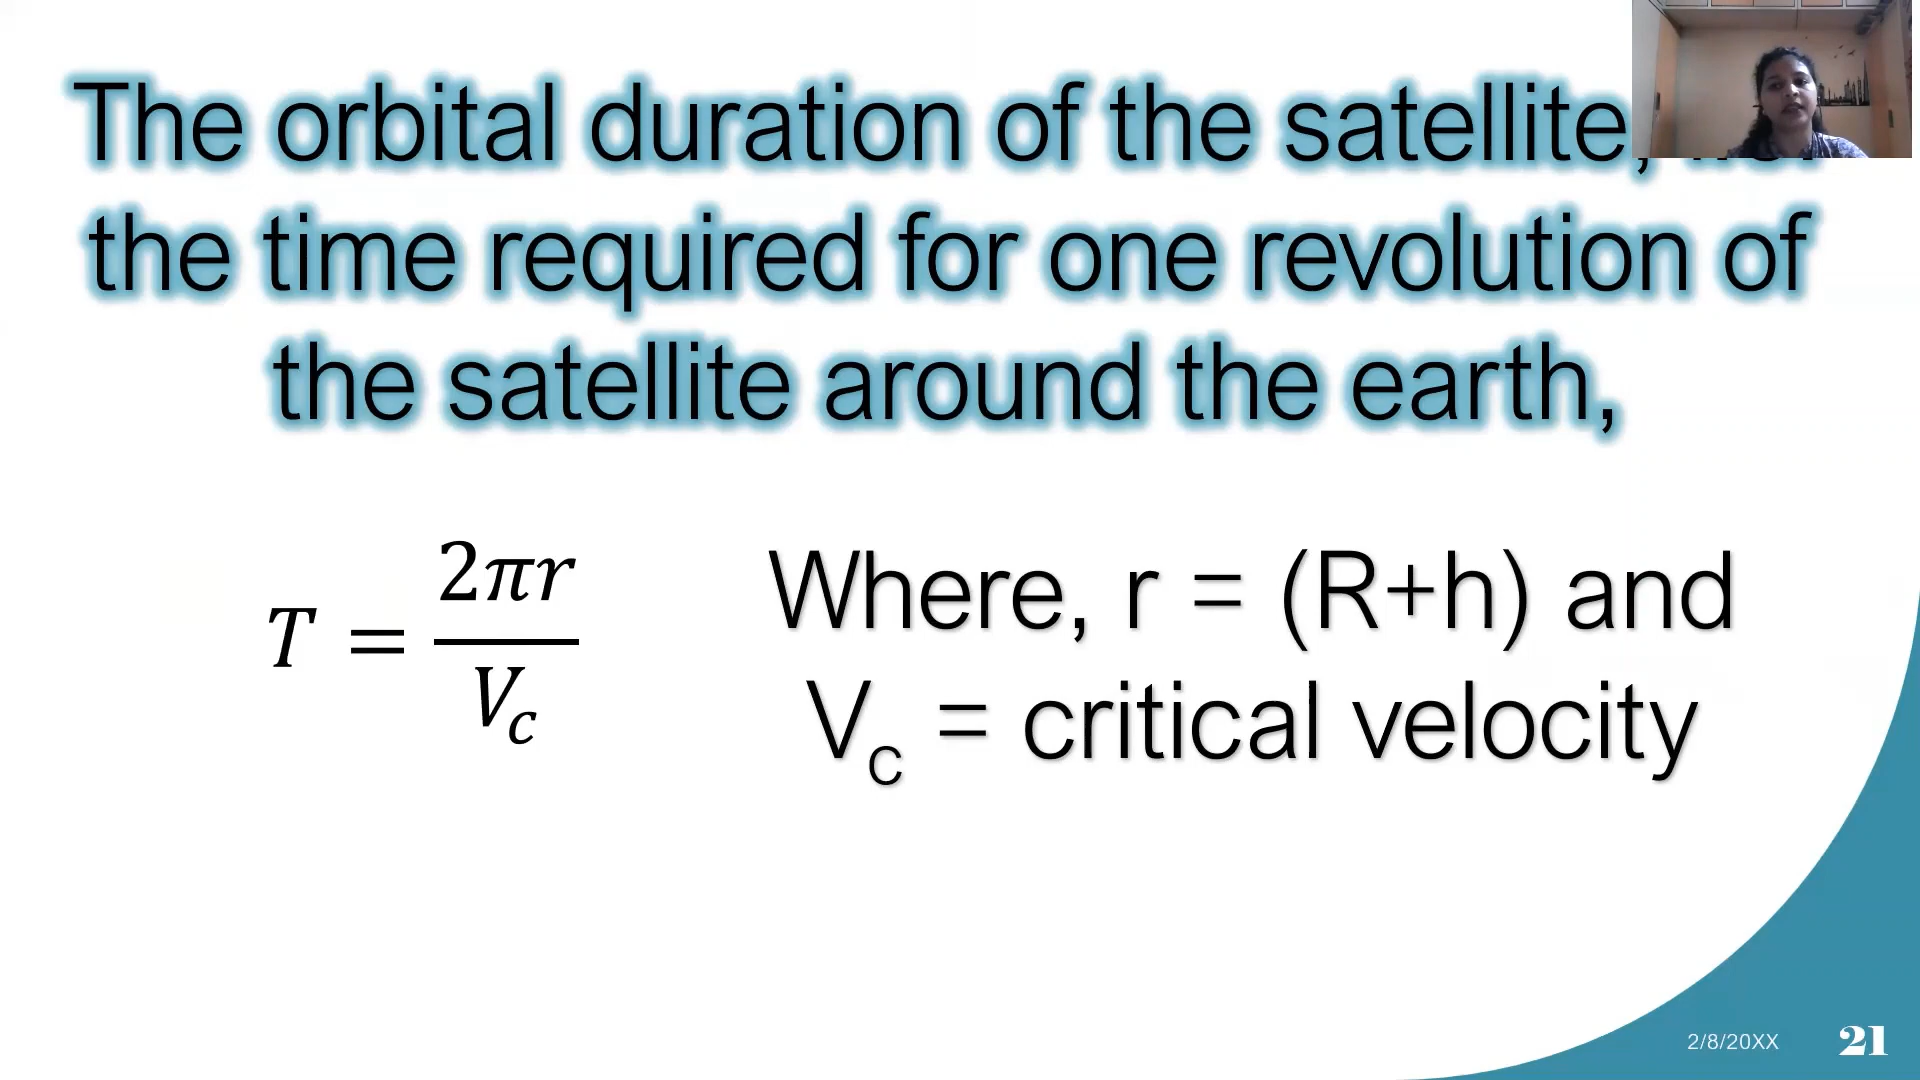 The orbital duration of the satellite,
the time required for one revolution of
the satellite around the earth,
T = 2πr / V_c
Where, r = (R+h) and
V_c = critical velocity
2/8/20XX
21